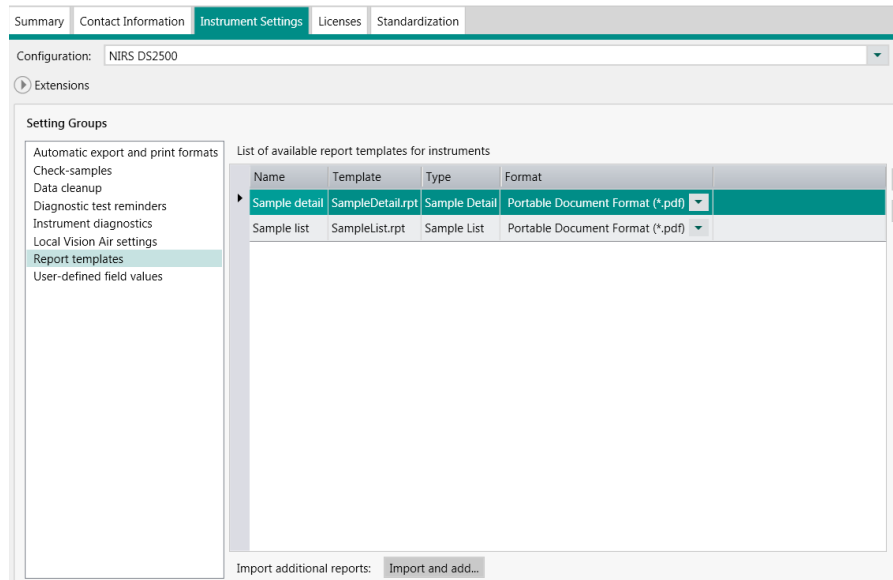 Summary Contact Information Instrument Settings Licenses Standardization
Configuration: NIRS DS2500
Extensions
Setting Groups
Automatic export and print formats
Check-samples
Data cleanup
Diagnostic test reminders
Instrument diagnostics
Local Vision Air settings
Report templates
User-defined field values
List of available report templates for instruments
Name Template Type Format
Sample detail SampleDetail.rpt Sample Detail Portable Document Format (*.pdf)
Sample list SampleList.rpt Sample List Portable Document Format (*.pdf)
Import additional reports: Import and add...